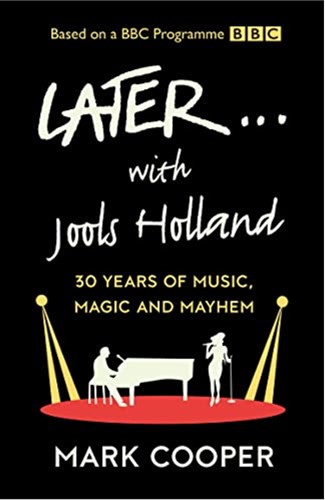 Based on a BBC Programme BBC
LATER...
with
Jools Holland
30 YEARS OF MUSIC,
MAGIC AND MAYHEM
MARK COOPER